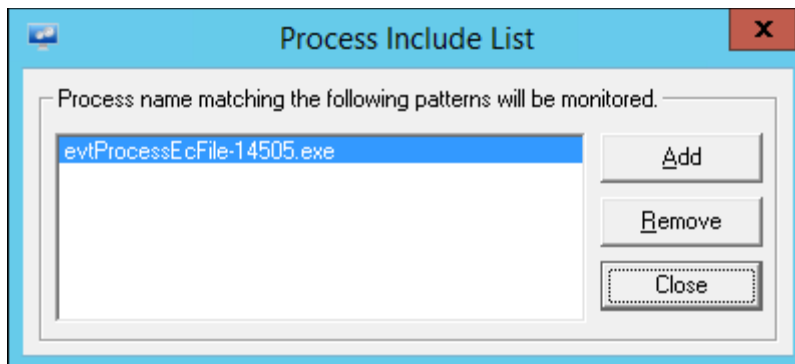 Process Include List
x
Process name matching the following patterns will be monitored.
evtProcessEcFile-14505.exe
Add
Remove
Close